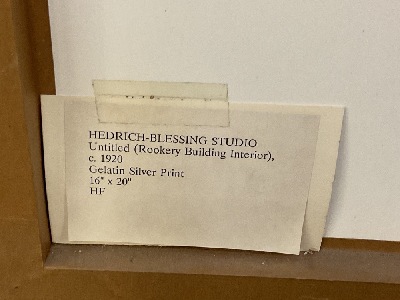 HEDRICH-BLESSING STUDIO
Untitled (Rookery Building Interior),
c. 1920
Gelatin Silver Print
16" x 20"
HF